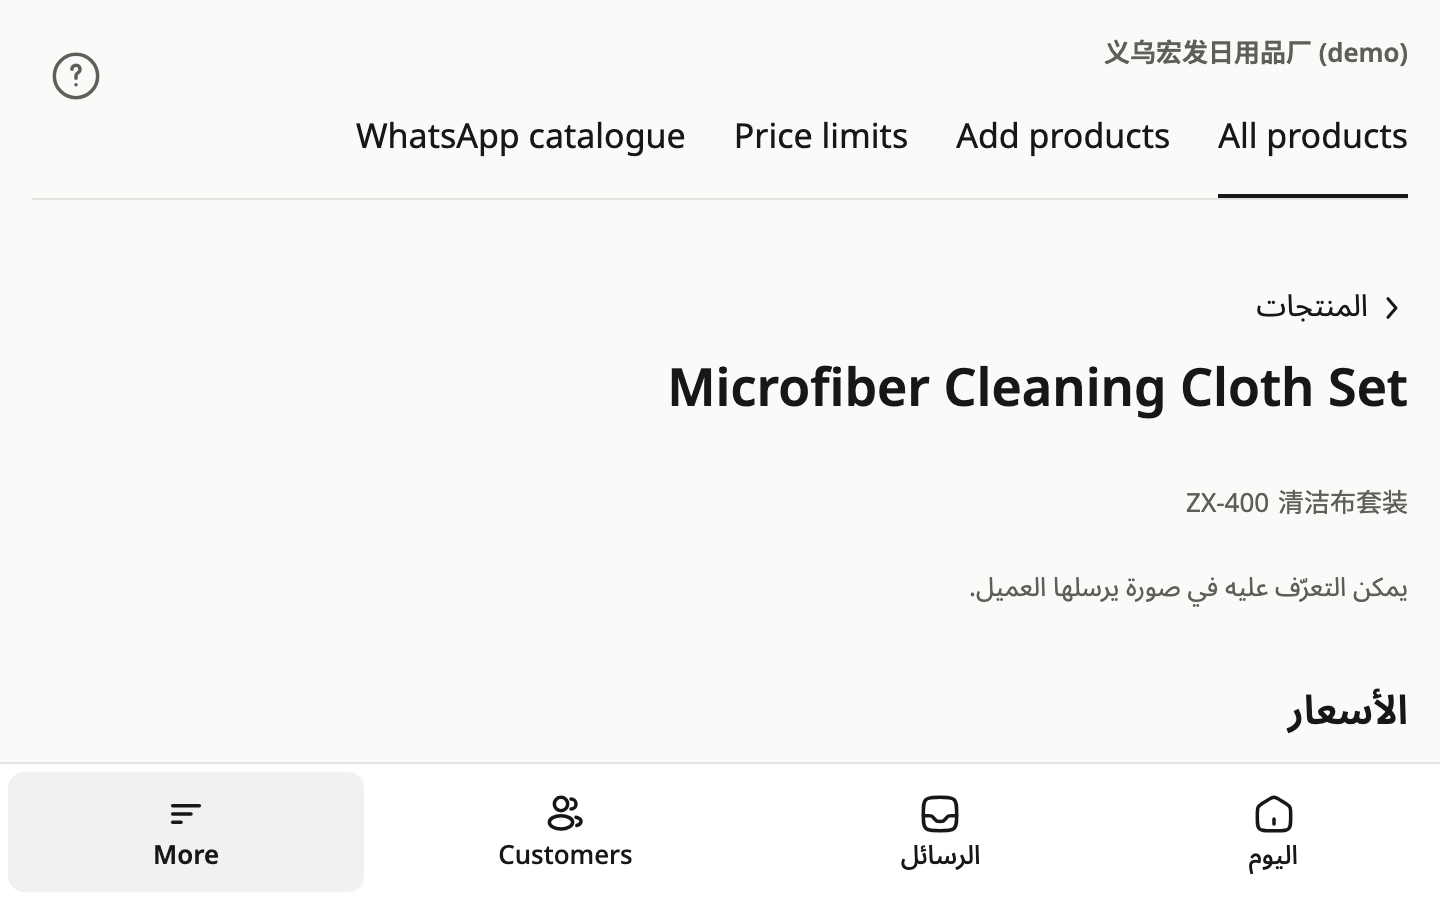 义乌宏发日用品厂 (demo)
All products
Add products
Price limits
WhatsApp catalogue
المنتجات
Microfiber Cleaning Cloth Set
ZX-400 清洁布套装
يمكن التعرّف عليه في صورة يرسلها العميل.
الأسعار
اليوم
الرسائل
Customers
More